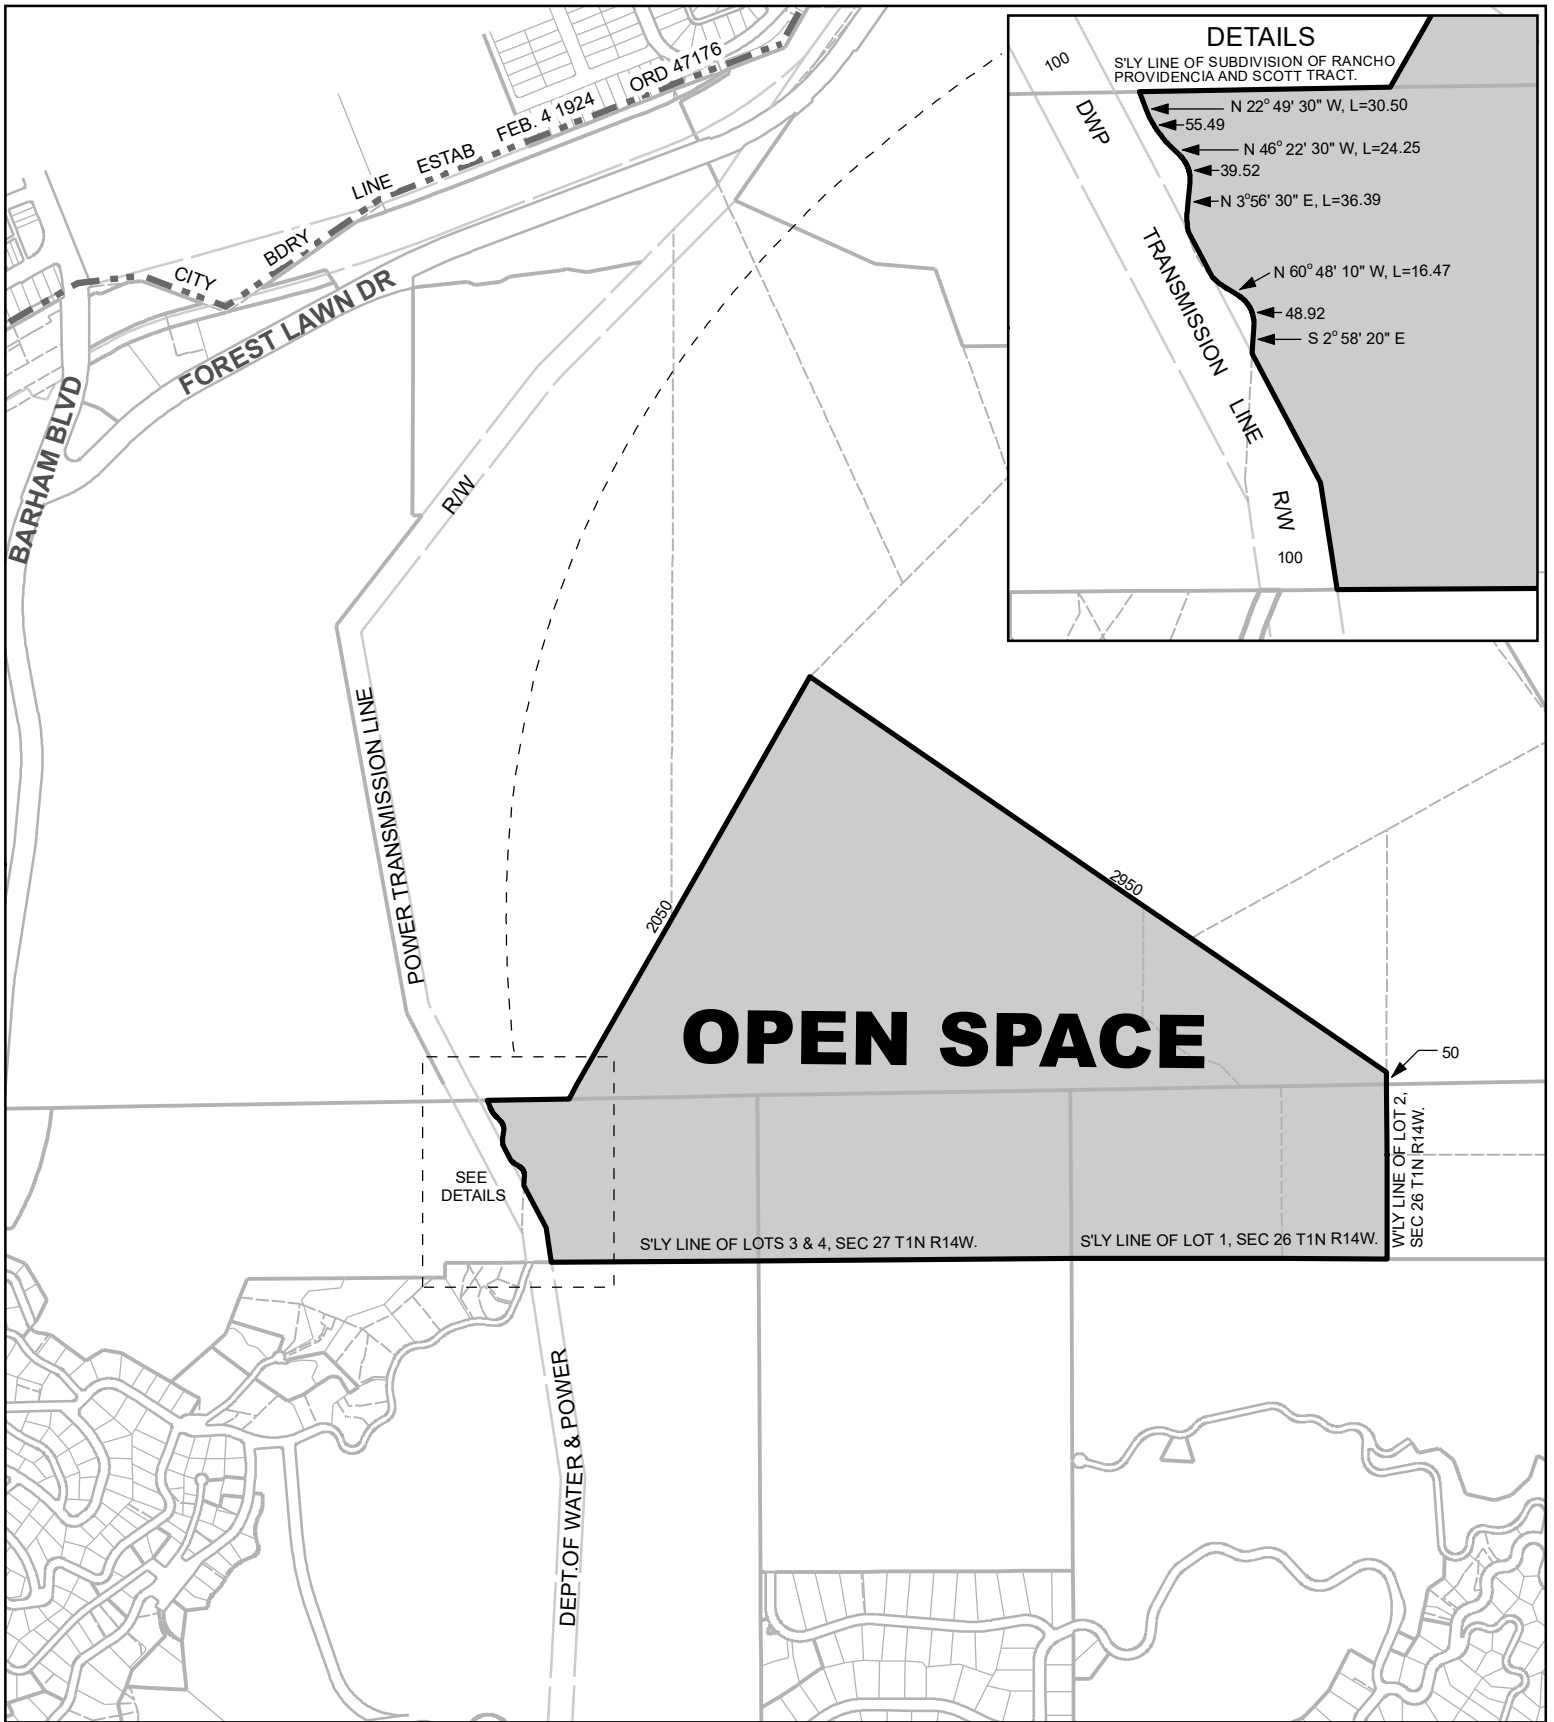 DETAILS
S'LY LINE OF SUBDIVISION OF RANCHO
PROVIDENCIA AND SCOTT TRACT.
100
DWP
TRANSMISSION
LINE
R/W
100
N 22° 49' 30" W, L=30.50
55.49
N 46° 22' 30" W, L=24.25
39.52
N 3°56' 30" E, L=36.39
N 60° 48' 10" W, L=16.47
48.92
S 2° 58' 20" E
CITY
BDRY
LINE
ESTAB
FEB. 4 1924
ORD 47176
FOREST LAWN DR
BARHAM BLVD
R/W
POWER TRANSMISSION LINE
2050
2950
OPEN SPACE
50
W'LY LINE OF LOT 2,
SEC 26 T1N R14W.
SEE
DETAILS
S'LY LINE OF LOTS 3 & 4, SEC 27 T1N R14W.
S'LY LINE OF LOT 1, SEC 26 T1N R14W.
DEPT.OF WATER & POWER